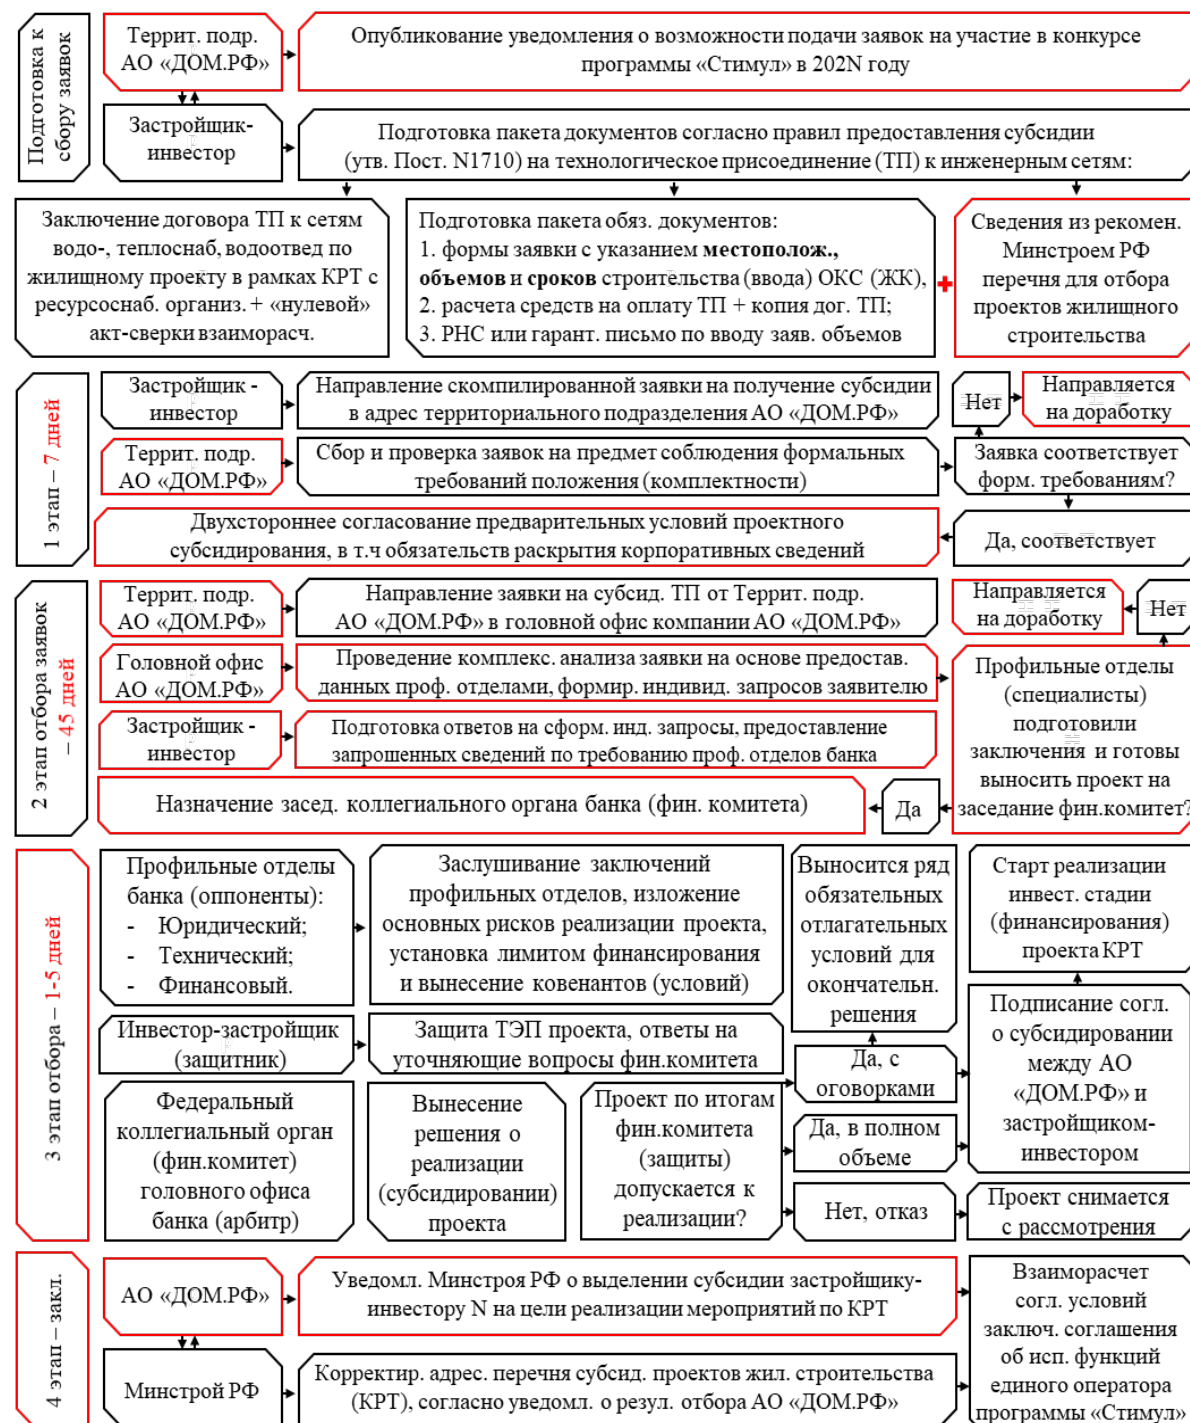 Подготовка к
сбору заявок
Террит. подр.
АО «ДОМ.РФ»
Опубликование уведомления о возможности подачи заявок на участие в конкурсе
программы «Стимул» в 202N году
Застройщик-
инвестор
Подготовка пакета документов согласно правил предоставления субсидии
(утв. Пост. N1710) на технологическое присоединение (ТП) к инженерным сетям:
Заключение договора ТП к сетям
водо-, теплоснаб, водоотвед по
жилищному проекту в рамках КРТ с
ресурсоснаб. организ. + «нулевой»
акт-сверки взаиморасч.
Подготовка пакета обяз. документов:
1. формы заявки с указанием местополож.,
объемов и сроков строительства (ввода) ОКС (ЖК),
2. расчета средств на оплату ТП + копия дог. ТП;
3. РНС или гарант. письмо по вводу заяв. объемов
+
Сведения из рекомен.
Минстроем РФ
перечня для отбора
проектов жилищного
строительства
1 этап – 7 дней
Застройщик -
инвестор
Направление скомпилированной заявки на получение субсидии
в адрес территориального подразделения АО «ДОМ.РФ»
Нет
Направляется
на доработку
Террит. подр.
АО «ДОМ.РФ»
Сбор и проверка заявок на предмет соблюдения формальных
требований положения (комплектности)
Заявка соответствует
форм. требованиям?
Двухстороннее согласование предварительных условий проектного
субсидирования, в т.ч обязательств раскрытия корпоративных сведений
Да, соответствует
2 этап отбора заявок
– 45 дней
Террит. подр.
АО «ДОМ.РФ»
Направление заявки на субсид. ТП от Террит. подр.
АО «ДОМ.РФ» в головной офис компании АО «ДОМ.РФ»
Направляется
на доработку
Нет
Головной офис
АО «ДОМ.РФ»
Проведение комплекс. анализа заявки на основе предостав.
данных проф. отделами, формир. индивид. запросов заявителю
Профильные отделы
(специалисты)
подготовили
заключения и готовы
выносить проект на
заседание фин.комитет?
Застройщик -
инвестор
Подготовка ответов на сформ. инд. запросы, предоставление
запрошенных сведений по требованию проф. отделов банка
Назначение засед. коллегиального органа банка (фин. комитета)
Да
3 этап отбора – 1-5 дней
Профильные отделы
банка (оппоненты):
- Юридический;
- Технический;
- Финансовый.
Заслушивание заключений
профильных отделов, изложение
основных рисков реализации проекта,
установка лимитом финансирования
и вынесение ковенантов (условий)
Выносится ряд
обязательных
отлагательных
условий для
окончательн.
решения
Старт реализации
инвест. стадии
(финансирования)
проекта КРТ
Инвестор-застройщик
(защитник)
Защита ТЭП проекта, ответы на
уточняющие вопросы фин.комитета
Да, с
оговорками
Подписание согл.
о субсидировании
между АО
«ДОМ.РФ» и
застройщиком-
инвестором
Федеральный
коллегиальный орган
(фин.комитет)
головного офиса
банка (арбитр)
Вынесение
решения о
реализации
(субсидировании)
проекта
Проект по итогам
фин.комитета
(защиты)
допускается к
реализации?
Да, в полном
объеме
Нет, отказ
Проект снимается
с рассмотрения
4 этап – закл.
АО «ДОМ.РФ»
Уведомл. Минстроя РФ о выделении субсидии застройщику-
инвестору N на цели реализации мероприятий по КРТ
Взаиморасчет
согл. условий
заключ. соглашения
об исп. функций
единого оператора
программы «Стимул»
Минстрой РФ
Корректир. адрес. перечня субсид. проектов жил. строительства
(КРТ), согласно уведомл. о резул. отбора АО «ДОМ.РФ»